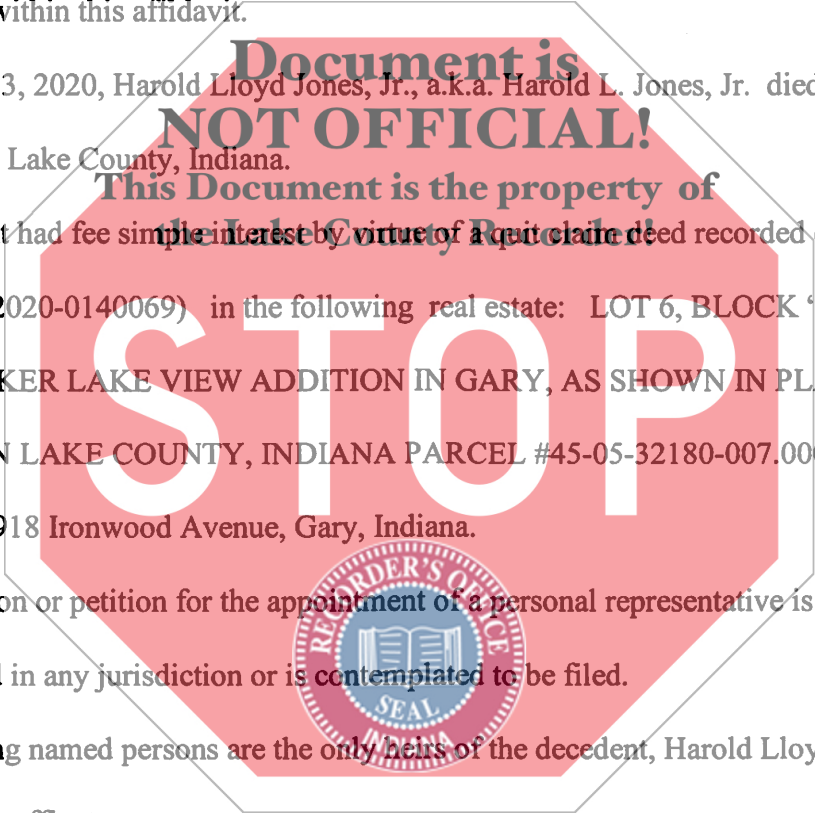 within this affidavit.
Document is
3, 2020, Harold Lloyd Jones, Jr., a.k.a. Harold L. Jones, Jr. died
NOT OFFICIAL!
Lake County, Indiana.
This Document is the property of
the Lake County Recorder!
t had fee simple interest by virtue of a quit claim deed recorded
2020-0140069) in the following real estate: LOT 6, BLOCK “
STOP
KER LAKE VIEW ADDITION IN GARY, AS SHOWN IN PLA
N LAKE COUNTY, INDIANA PARCEL #45-05-32180-007.000
918 Ironwood Avenue, Gary, Indiana.
RECORDER'S OFFICE
on or petition for the appointment of a personal representative is
in any jurisdiction or is contemplated to be filed.
SEAL
INDIANA
ng named persons are the only heirs of the decedent, Harold Lloy